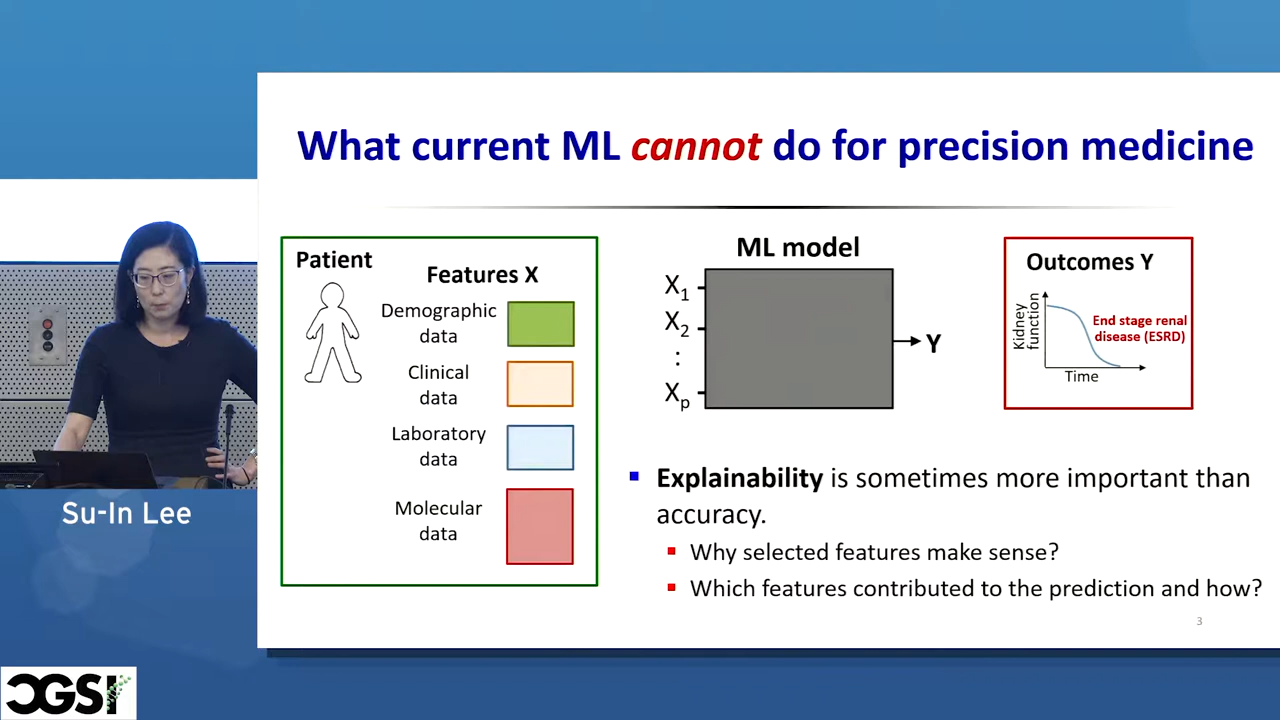 What current ML cannot do for precision medicine
Patient
Features X
Demographic
data
Clinical
data
Laboratory
data
Molecular
data
ML model
X1
X2
:
Xp
Y
Outcomes Y
Kidney
function
End stage renal
disease (ESRD)
Time
▪ Explainability is sometimes more important than
accuracy.
▪ Why selected features make sense?
▪ Which features contributed to the prediction and how?
3
Su-In Lee
CGSI